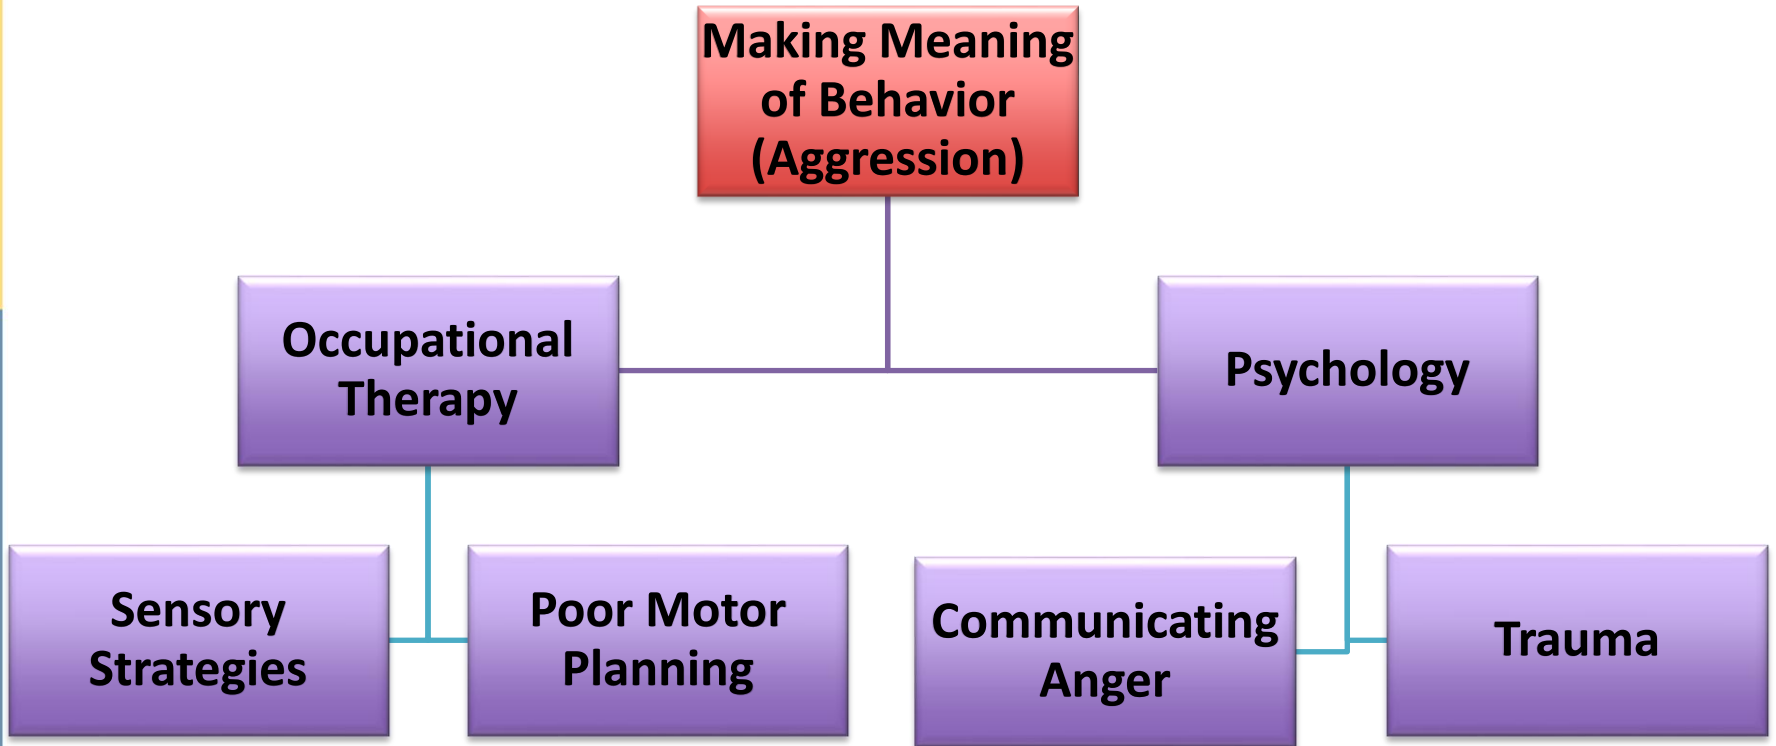 Making Meaning
of Behavior
(Aggression)
Occupational
Therapy
Psychology
Sensory
Strategies
Poor Motor
Planning
Communicating
Anger
Trauma